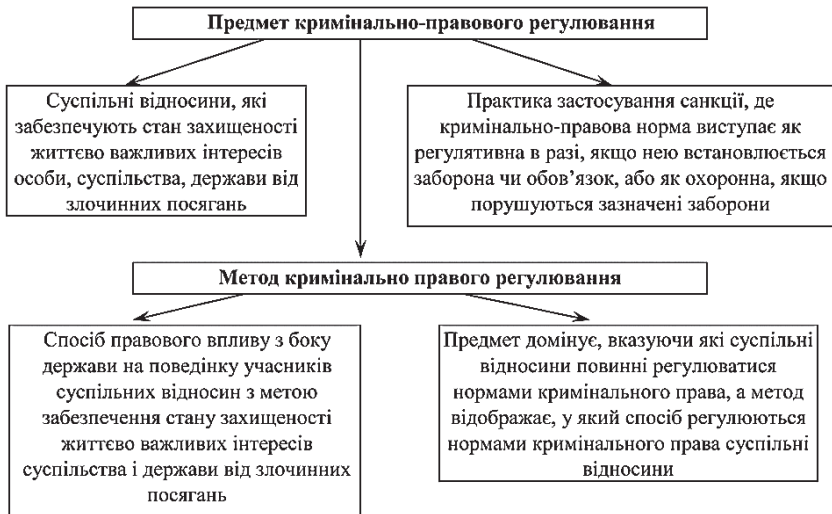 Предмет кримінально-правового регулювання
Суспільні відносини, які
забезпечують стан захищеності
життєво важливих інтересів
особи, суспільства, держави від
злочинних посягань
Практика застосування санкції, де
кримінально-правова норма виступає як
регулятивна в разі, якщо нею встановлюється
заборона чи обов’язок, або як охоронна, якщо
порушуються зазначені заборони
Метод кримінально правого регулювання
Спосіб правового впливу з боку
держави на поведінку учасників
суспільних відносин з метою
забезпечення стану захищеності
життєво важливих інтересів
суспільства і держави від злочинних
посягань
Предмет домінує, вказуючи які суспільні
відносини повинні регулюватися
нормами кримінального права, а метод
відображає, у який спосіб регулюються
нормами кримінального права суспільні
відносини